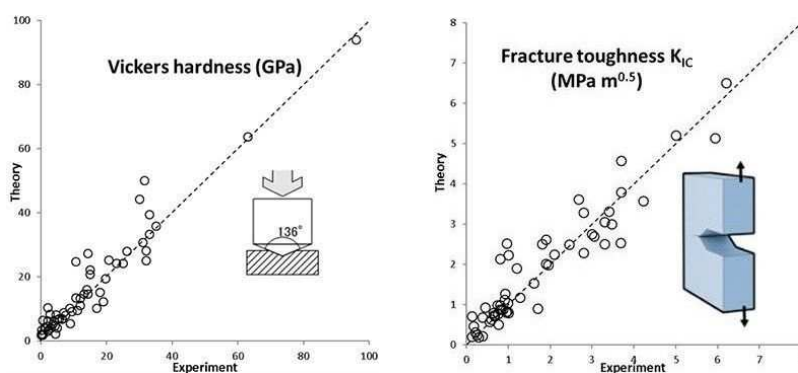 100
80
60
40
20
0
Theory
Vickers hardness (GPa)
136°
0 20 40 60 80 100
Experiment
8
7
6
5
4
3
2
1
0
Theory
Fracture toughness K_IC
(MPa m^0.5)
0 1 2 3 4 5 6 7
Experiment